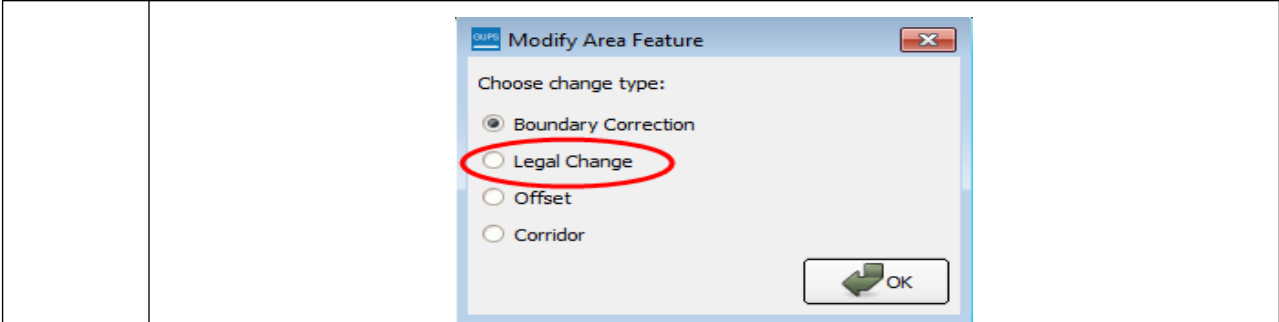 GUPS Modify Area Feature
Choose change type:
Boundary Correction
Legal Change
Offset
Corridor
OK